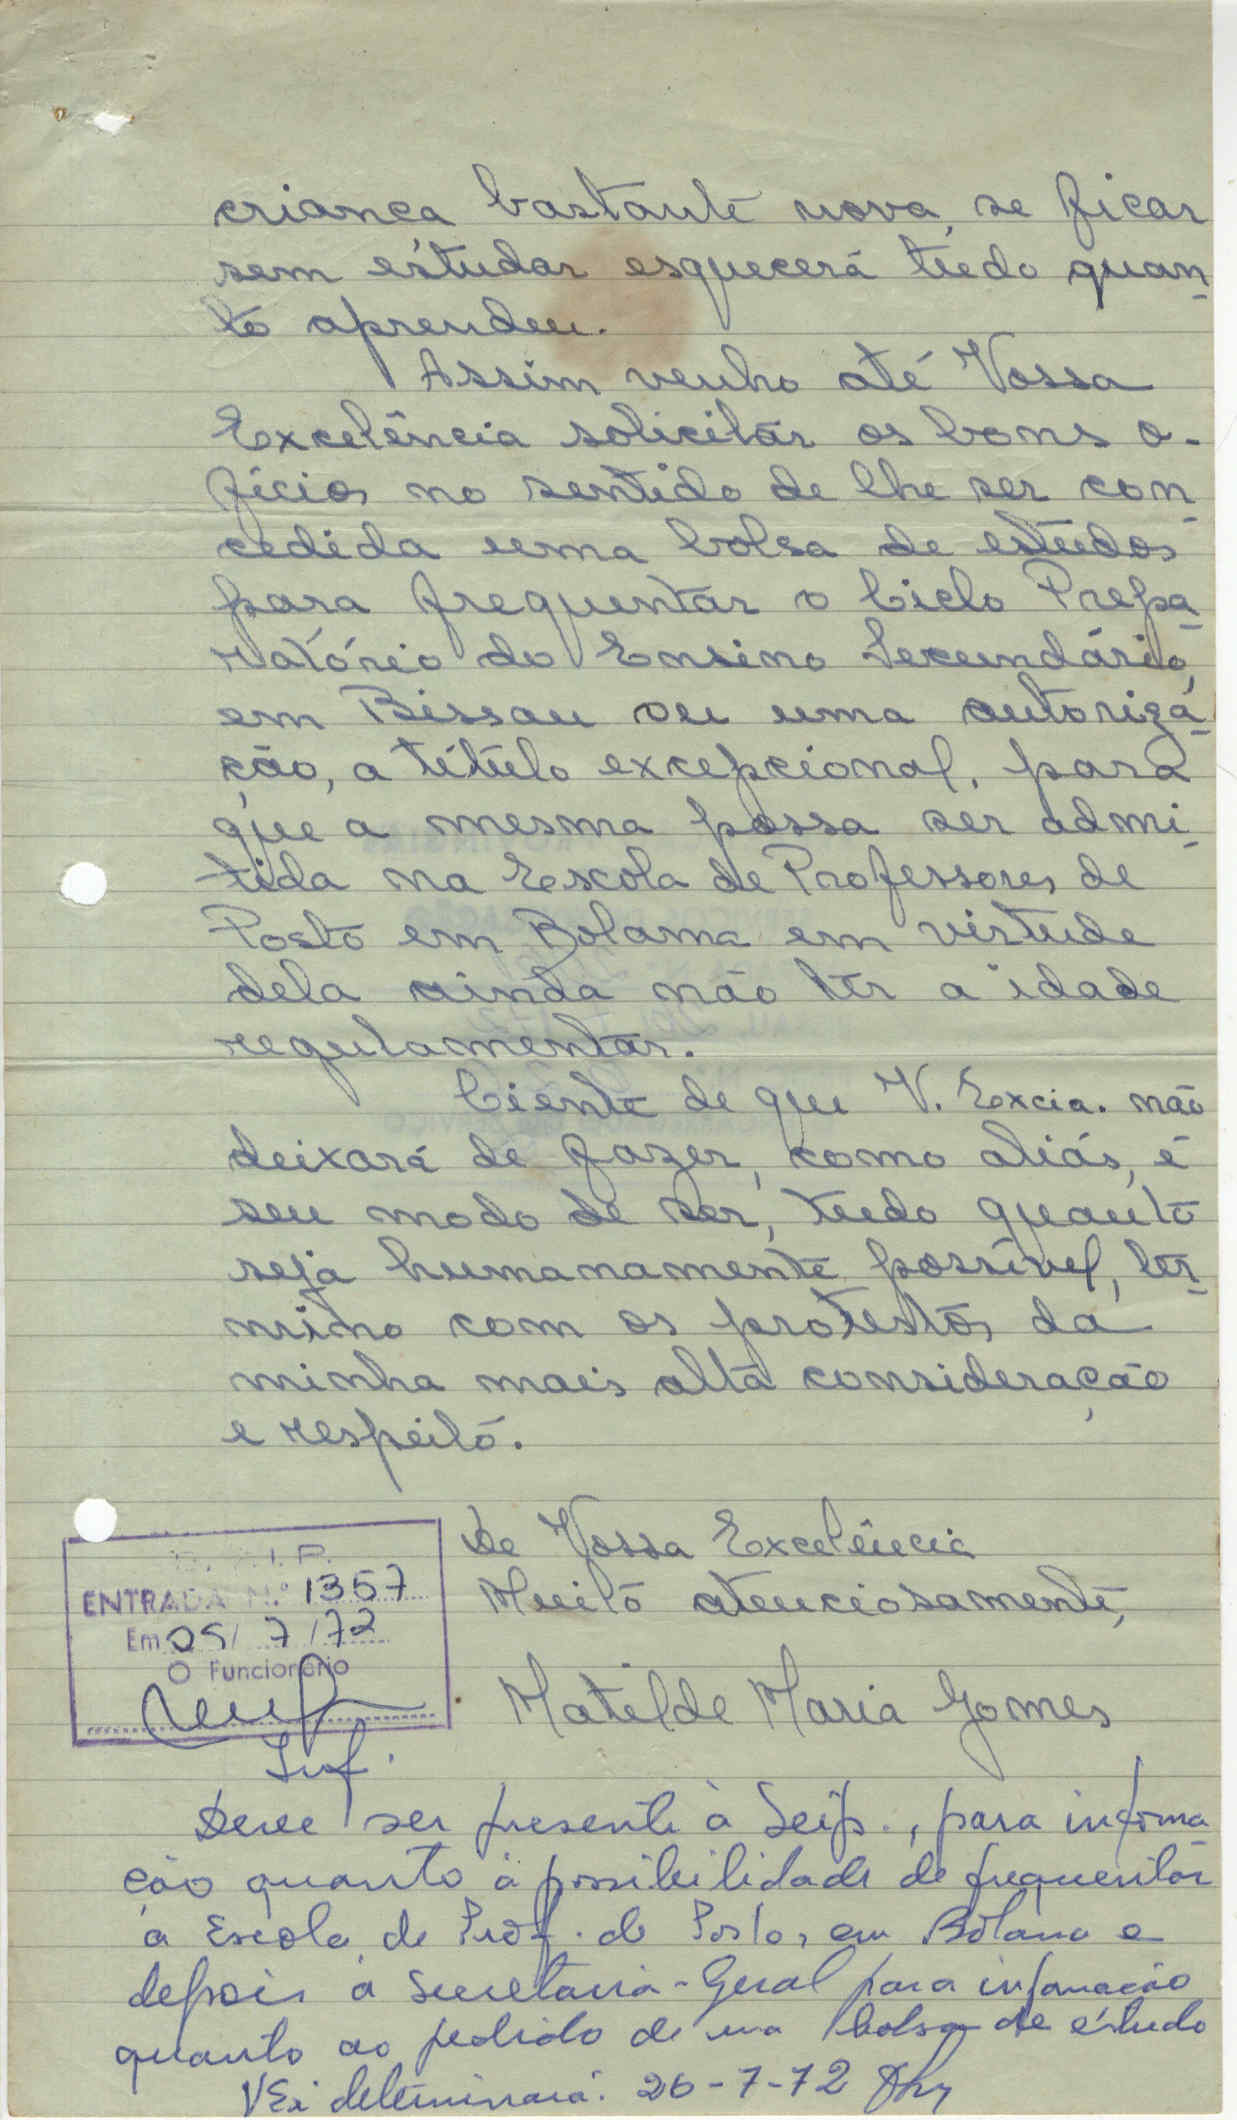 criança bastante nova, se ficar
sem estudar esquecerá tudo quan-
to aprendeu.
Assim venho até Vossa
Excelência solicitar os bons o-
fícios no sentido de lhe ser con-
cedida uma bolsa de estudos
para frequentar o Ciclo Prepa-
ratório do Ensino Secundário,
em Bissau ou uma autoriza-
ção, a título excepcional, para
que a mesma possa ser admi-
tida na Escola de Professores de
Posto em Bolama em virtude
dela ainda não ter a idade
regulamentar.
Ciente de que V. Excia. não
deixará de fazer, como aliás, é
seu modo de ser, tudo quanto
seja humanamente possível, ter-
mino com os protestos da
minha mais alta consideração
e respeito.
De Vossa Excelência
Muito atenciosamente,
Matilde Maria Gomes
ENTRADA N.º 1357
Em 05/7/72
O Funcionário
Inf.
Deve ser presente à Seip., para informa-
ção quanto à possibilidade de frequentar
a Escola de Prof. de Posto, em Bolama e
depois à Secretaria-Geral para informação
quanto ao pedido de uma bolsa de estudo
V Exª determinará. 26-7-72